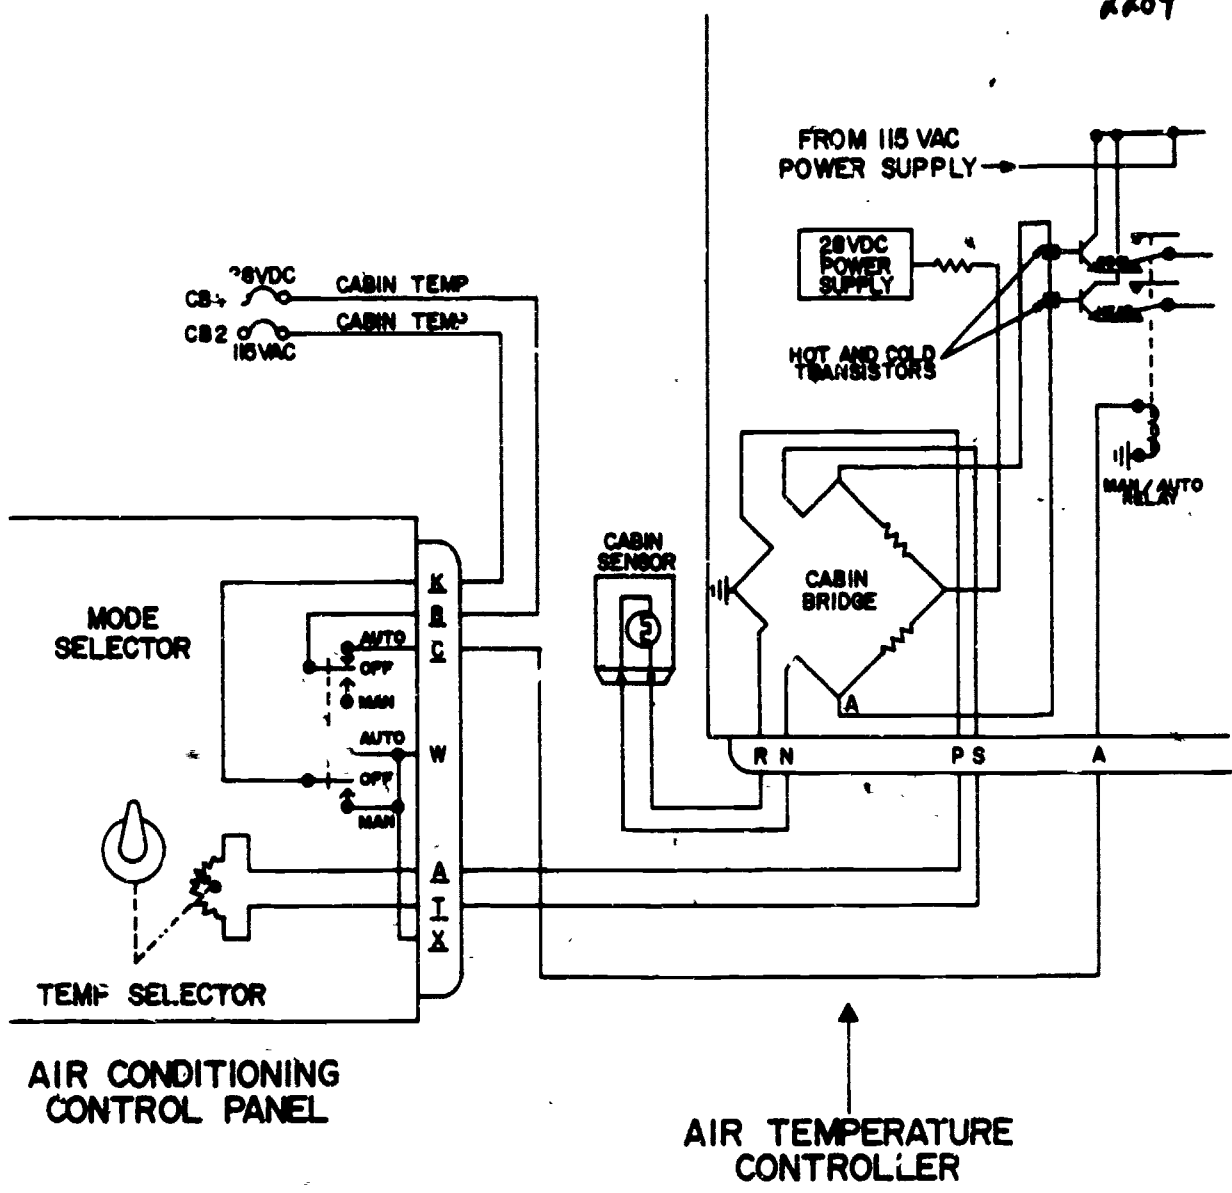 FROM 115 VAC
POWER SUPPLY
28VDC
POWER
SUPPLY
28VDC
CABIN TEMP
CB2
CABIN TEMP
115VAC
HOT AND COLD
TRANSISTORS
MAN/AUTO
RELAY
CABIN
SENSOR
CABIN
BRIDGE
A
MODE
SELECTOR
K
B
C
AUTO
OFF
MAN
AUTO
W
OFF
MAN
R N P S A
A
T
X
TEMP SELECTOR
AIR CONDITIONING
CONTROL PANEL
AIR TEMPERATURE
CONTROLLER